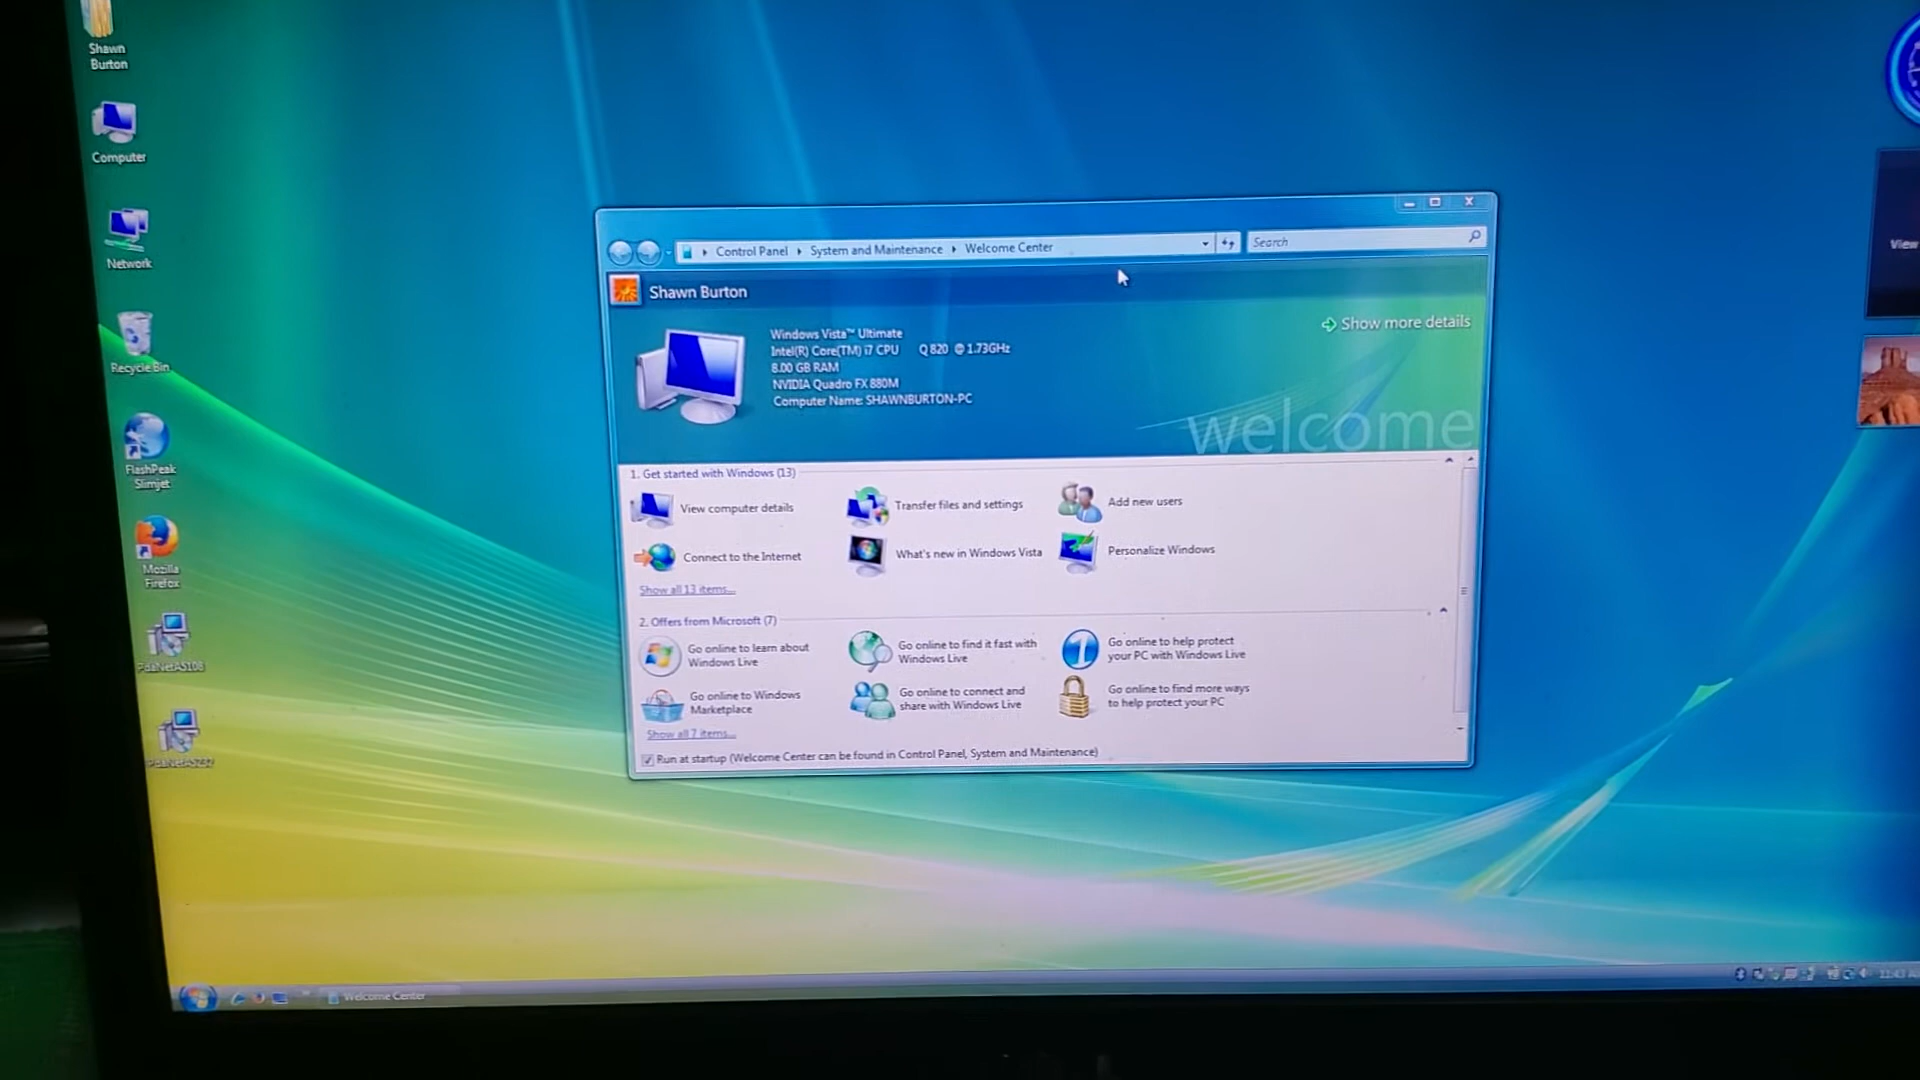 Shawn
Burton
Computer
Network
Recycle Bin
FlashPeak
Slimjet
Mozilla
Firefox
PdaNetA5108
PdaNetA5232
Control Panel System and Maintenance Welcome Center
Search
Shawn Burton
Show more details
Windows Vista™ Ultimate
Intel(R) Core(TM) i7 CPU Q 820 @ 1.73GHz
8.00 GB RAM
NVIDIA Quadro FX 880M
Computer Name: SHAWNBURTON-PC
welcome
1. Get started with Windows (13)
View computer details
Transfer files and settings
Add new users
Connect to the Internet
What's new in Windows Vista
Personalize Windows
Show all 13 items...
2. Offers from Microsoft (7)
Go online to learn about
Windows Live
Go online to find it fast with
Windows Live
Go online to help protect
your PC with Windows Live
Go online to Windows
Marketplace
Go online to connect and
share with Windows Live
Go online to find more ways
to help protect your PC
Show all 7 items...
Run at startup (Welcome Center can be found in Control Panel, System and Maintenance)
View
Welcome Center
11:43